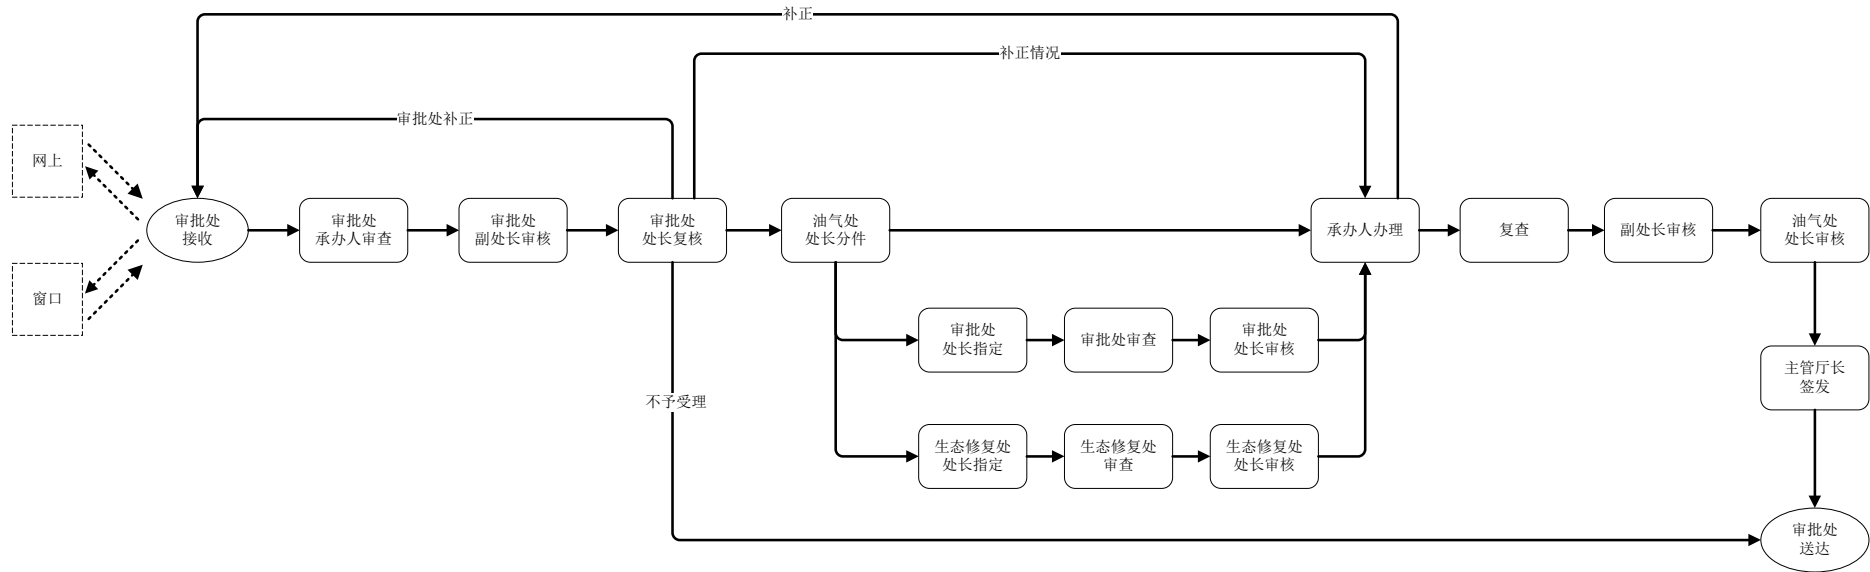 补正
补正情况
审批处补正
网上
窗口
审批处
接收
审批处
承办人审查
审批处
副处长审核
审批处
处长复核
油气处
处长分件
承办人办理
复查
副处长审核
油气处
处长审核
审批处
处长指定
审批处审查
审批处
处长审核
主管厅长
签发
不予受理
生态修复处
处长指定
生态修复处
审查
生态修复处
处长审核
审批处
送达